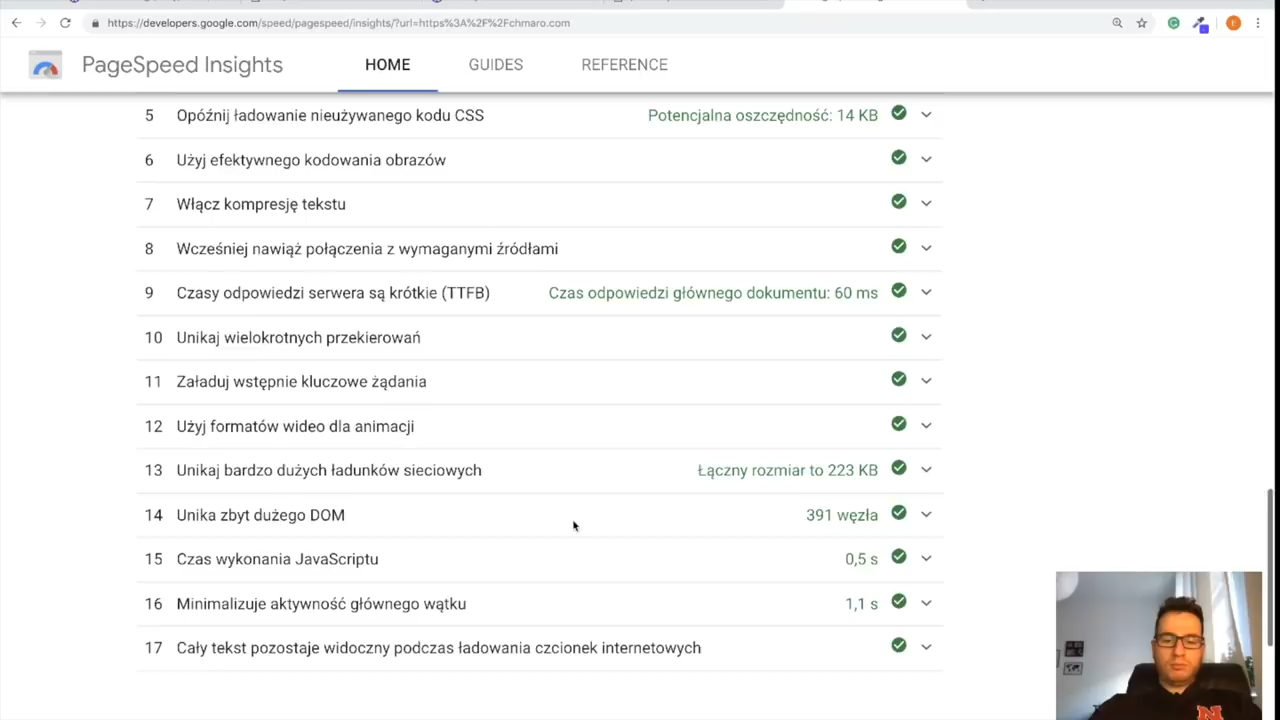 https://developers.google.com/speed/pagespeed/insights/?url=https%3A%2F%2Fchmaro.com
E
PageSpeed Insights HOME GUIDES REFERENCE
5 Opóźnij ładowanie nieużywanego kodu CSS Potencjalna oszczędność: 14 KB
6 Użyj efektywnego kodowania obrazów
7 Włącz kompresję tekstu
8 Wcześniej nawiąż połączenia z wymaganymi źródłami
9 Czasy odpowiedzi serwera są krótkie (TTFB) Czas odpowiedzi głównego dokumentu: 60 ms
10 Unikaj wielokrotnych przekierowań
11 Załaduj wstępnie kluczowe żądania
12 Użyj formatów wideo dla animacji
13 Unikaj bardzo dużych ładunków sieciowych Łączny rozmiar to 223 KB
14 Unika zbyt dużego DOM 391 węzła
15 Czas wykonania JavaScriptu 0,5 s
16 Minimalizuje aktywność głównego wątku 1,1 s
17 Cały tekst pozostaje widoczny podczas ładowania czcionek internetowych
N